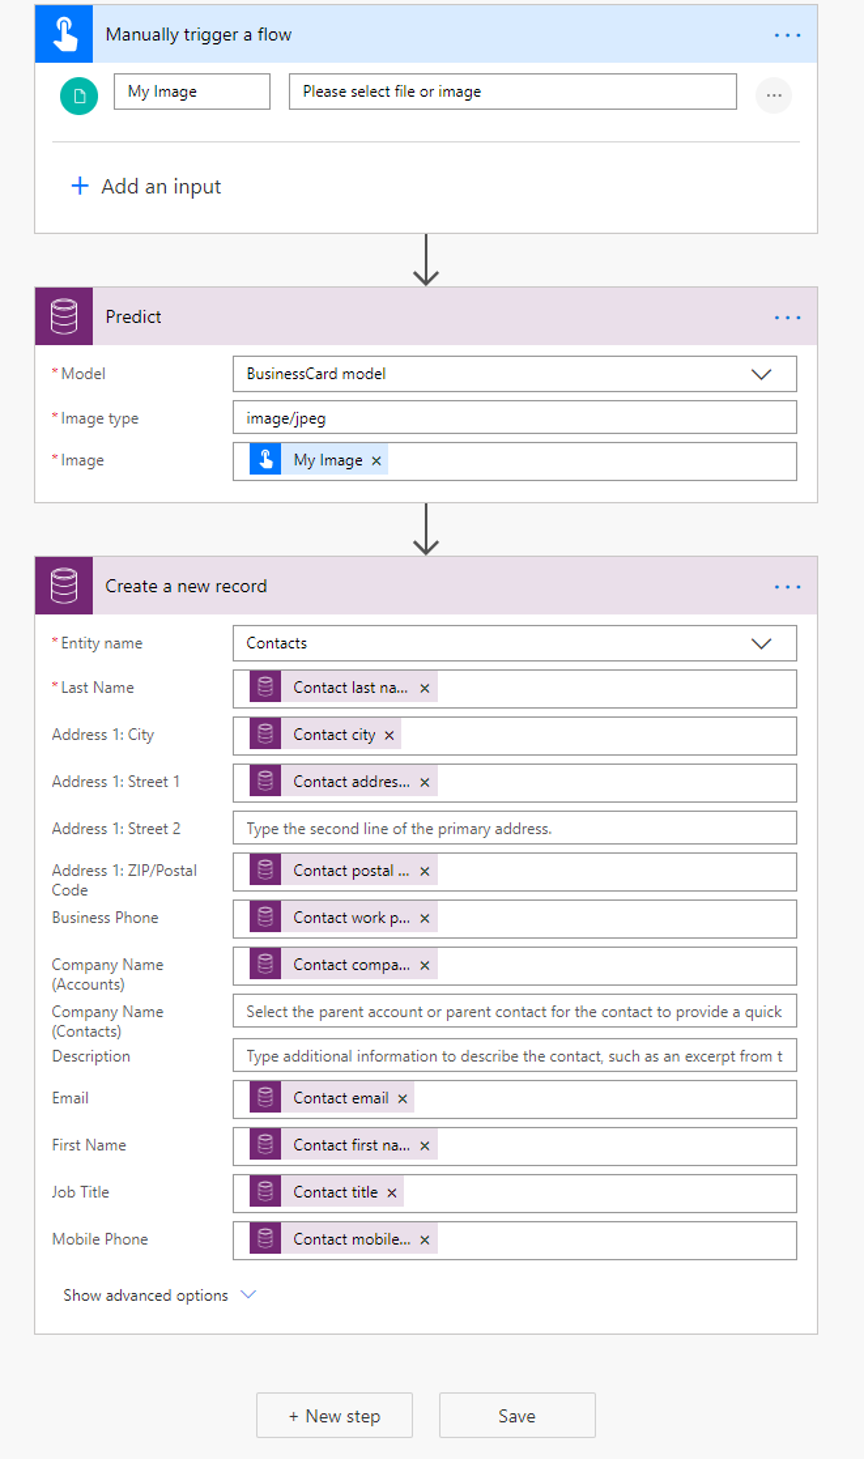 Manually trigger a flow
My Image
Please select file or image
+ Add an input
Predict
* Model
BusinessCard model
* Image type
image/jpeg
* Image
My Image ×
Create a new record
* Entity name
Contacts
* Last Name
Contact last na... ×
Address 1: City
Contact city ×
Address 1: Street 1
Contact addres... ×
Address 1: Street 2
Type the second line of the primary address.
Address 1: ZIP/Postal
Code
Contact postal ... ×
Business Phone
Contact work p... ×
Company Name
(Accounts)
Contact compa... ×
Company Name
(Contacts)
Select the parent account or parent contact for the contact to provide a quick
Description
Type additional information to describe the contact, such as an excerpt from t
Email
Contact email ×
First Name
Contact first na... ×
Job Title
Contact title ×
Mobile Phone
Contact mobile... ×
Show advanced options
+ New step
Save